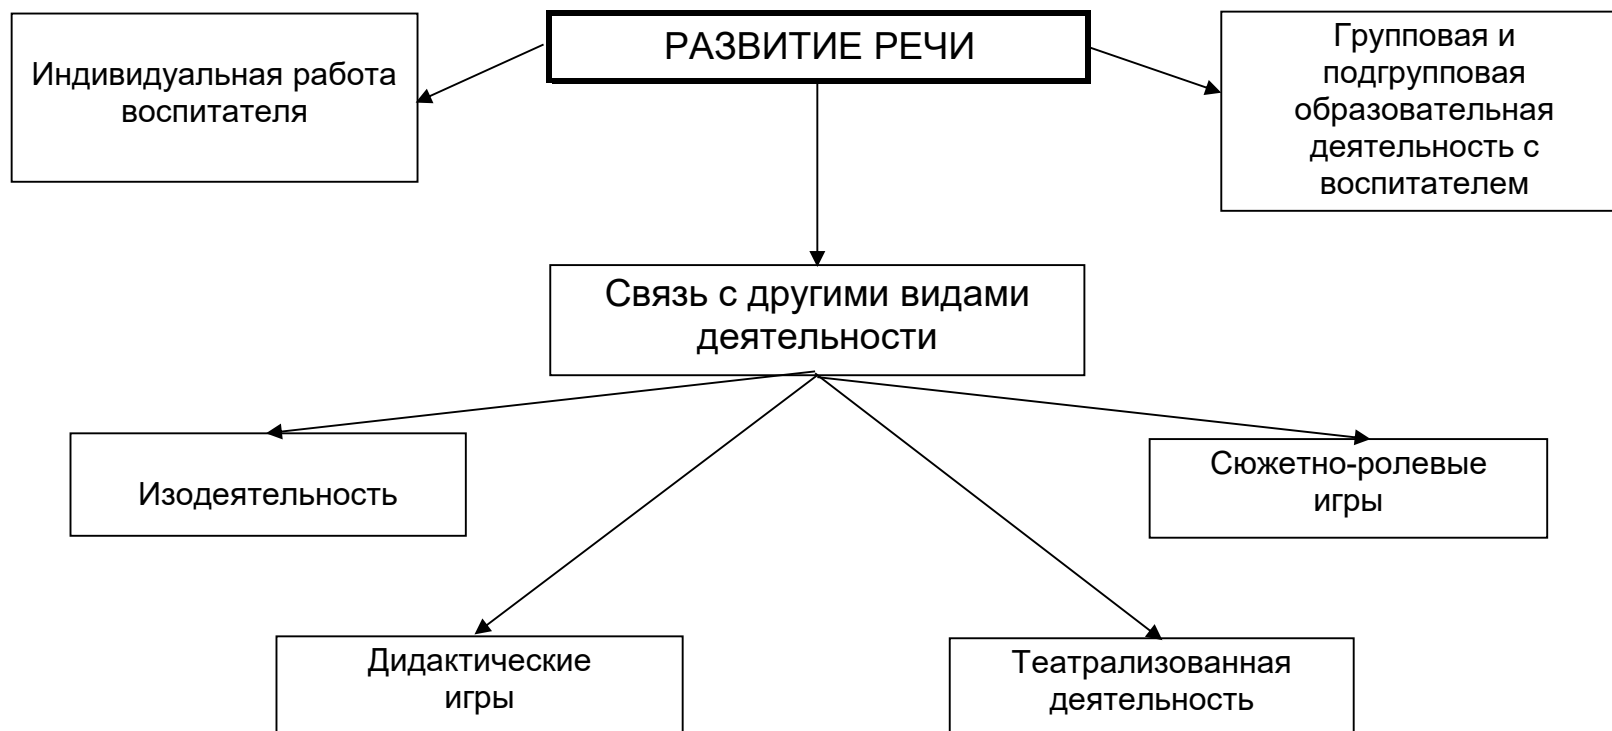 РАЗВИТИЕ РЕЧИ
Индивидуальная работа
воспитателя
Групповая и
подгрупповая
образовательная
деятельность с
воспитателем
Связь с другими видами
деятельности
Изодеятельность
Сюжетно-ролевые
игры
Дидактические
игры
Театрализованная
деятельность